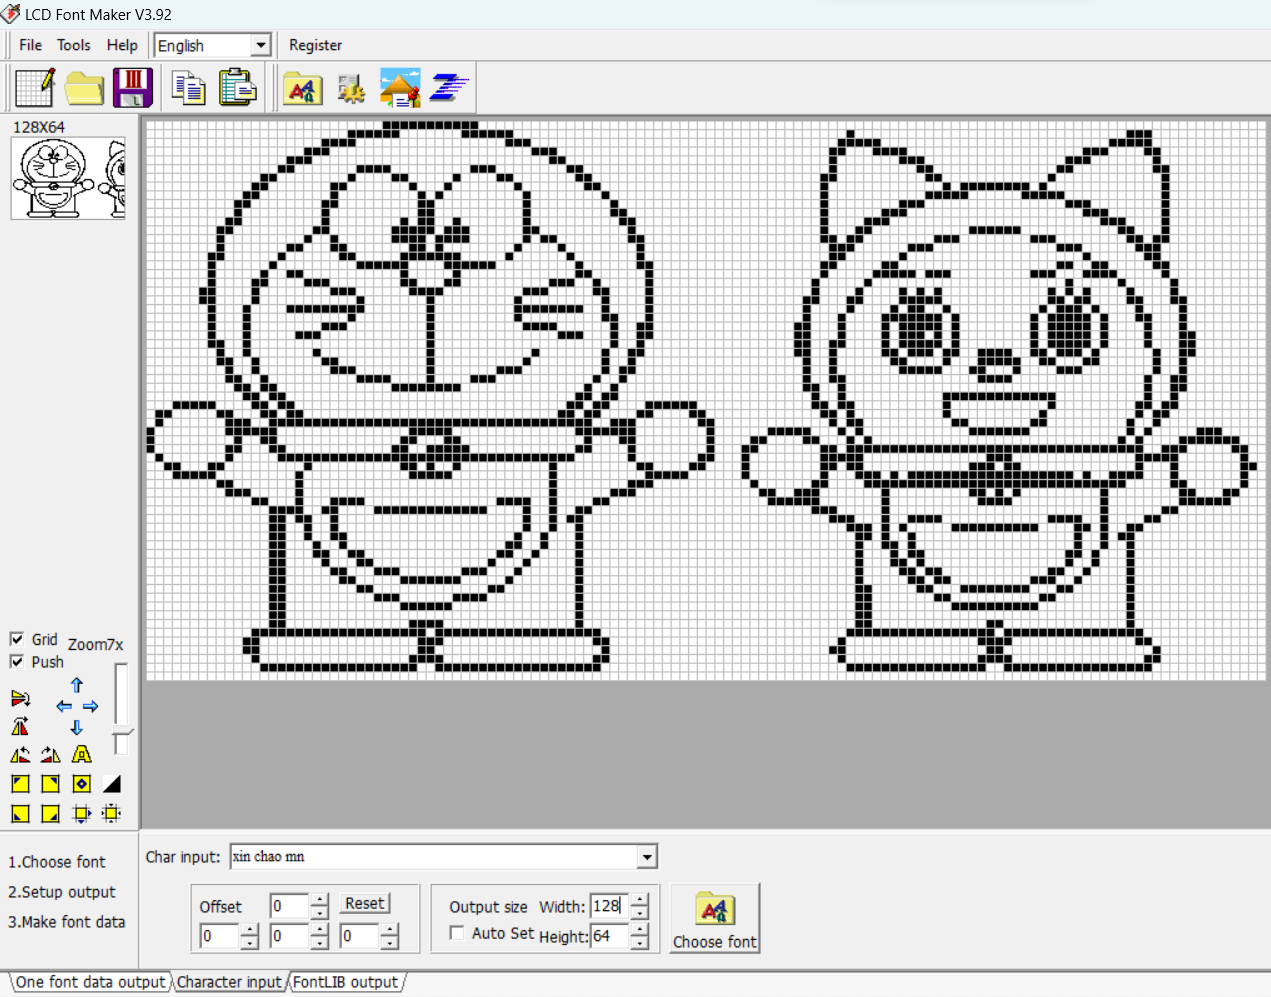 LCD Font Maker V3.92
File Tools Help English Register
128X64
Grid Zoom7x
Push
1.Choose font
2.Setup output
3.Make font data
Char input: xin chao mn
Offset 0 Reset
0 0 0
Output size Width: 128
Auto Set Height: 64
Choose font
One font data output Character input FontLIB output